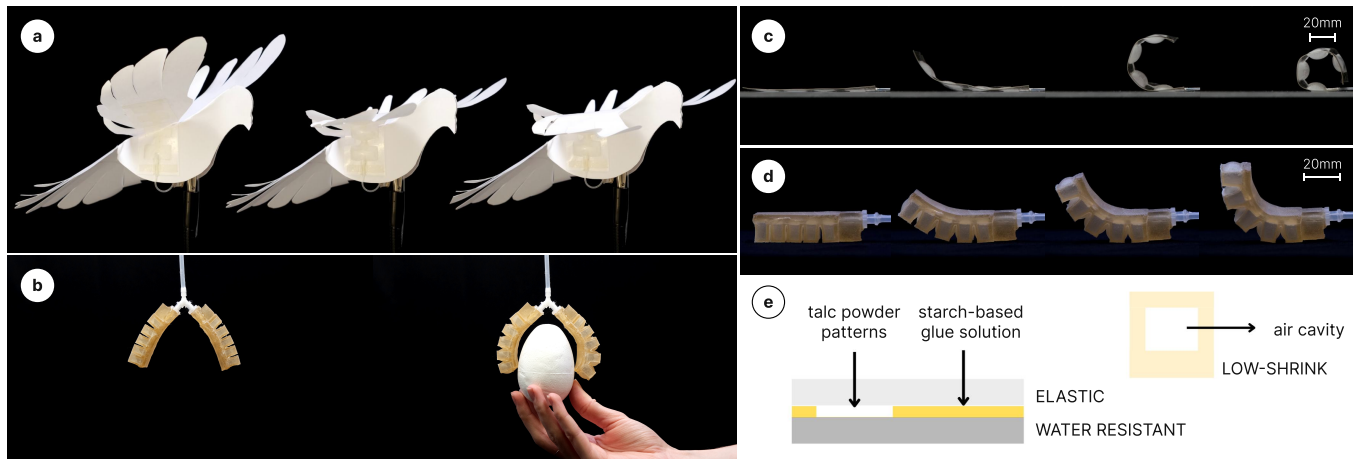 a
b
c
20mm
d
20mm
e
talc powder
patterns
starch-based
glue solution
air cavity
LOW-SHRINK
ELASTIC
WATER RESISTANT